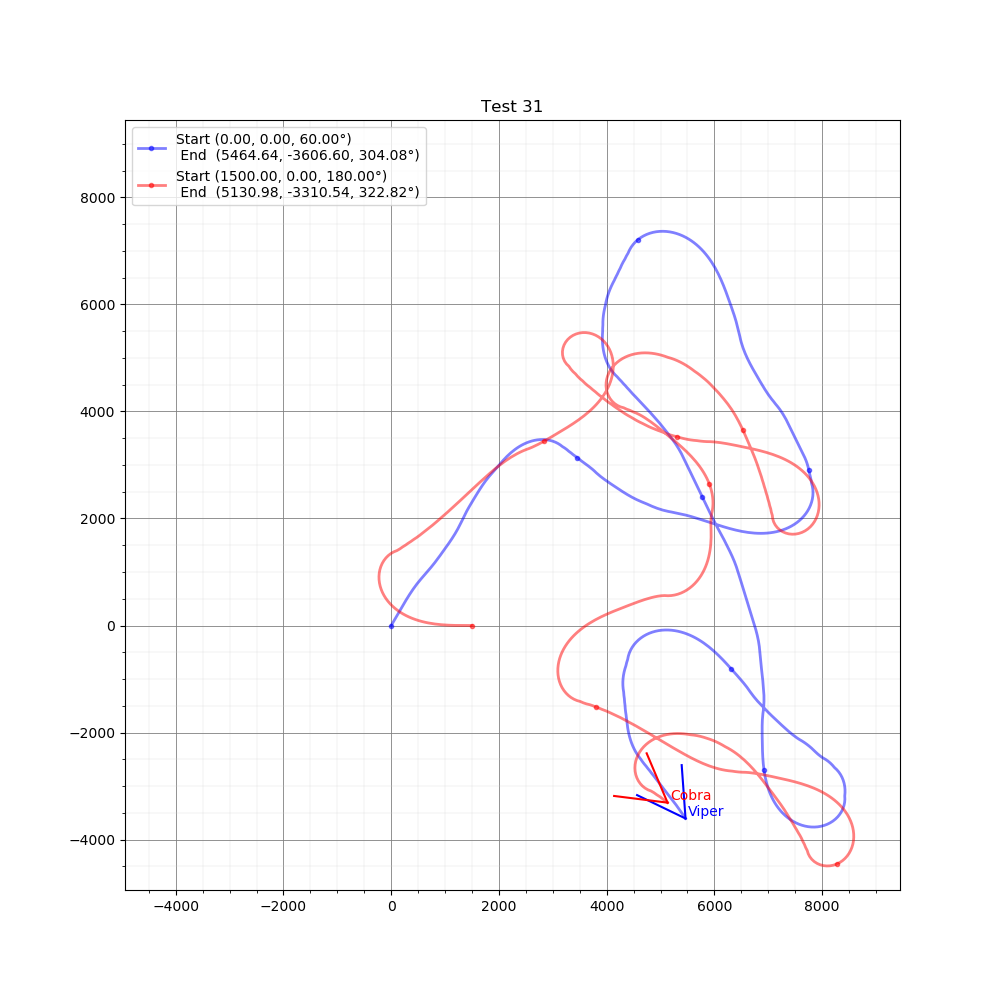 Test 31
Start (0.00, 0.00, 60.00°)
End (5464.64, -3606.60, 304.08°)
Start (1500.00, 0.00, 180.00°)
End (5130.98, -3310.54, 322.82°)
8000
6000
4000
2000
0
−2000
Cobra
Viper
−4000
−4000 −2000 0 2000 4000 6000 8000